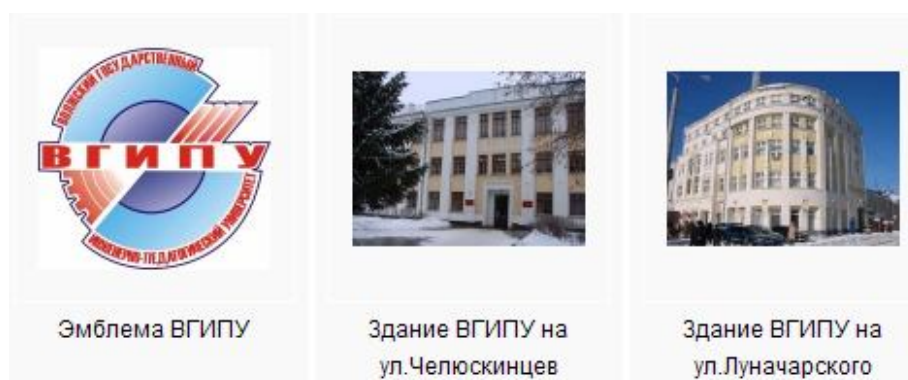 ВОЛЖСКИЙ ГОСУДАРСТВЕННЫЙ
ВГИПУ
ИНЖЕНЕРНО-ПЕДАГОГИЧЕСКИЙ УНИВЕРСИТЕТ
Эмблема ВГИПУ
Здание ВГИПУ на
ул.Челюскинцев
Здание ВГИПУ на
ул.Луначарского